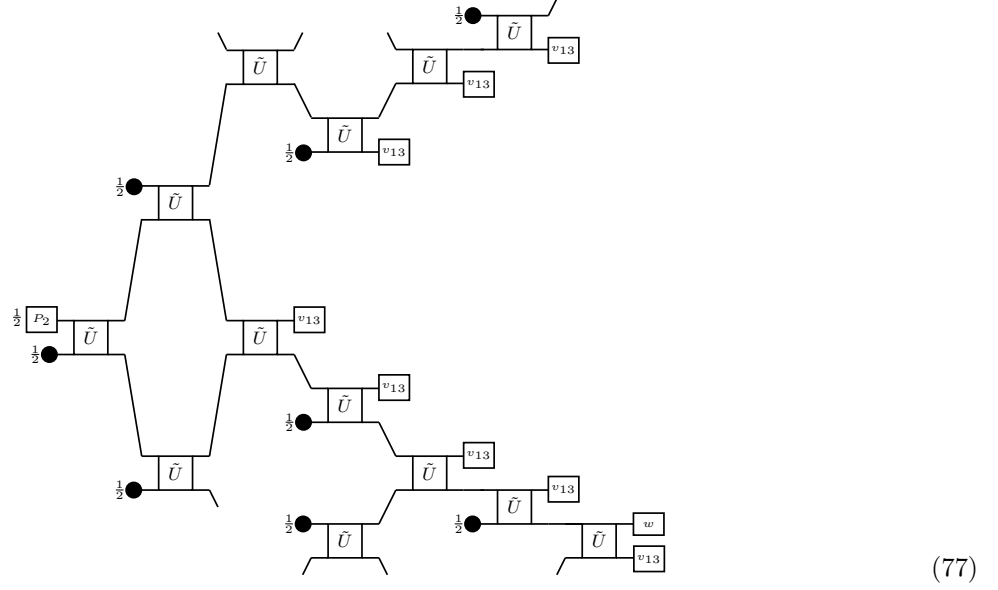 1/2
Ũ v13
Ũ Ũ v13
1/2 Ũ v13
1/2 Ũ
1/2 P2 Ũ Ũ v13
1/2
Ũ v13
1/2
Ũ Ũ v13
1/2 Ũ v13
1/2 Ũ 1/2 Ũ w
v13
(77)